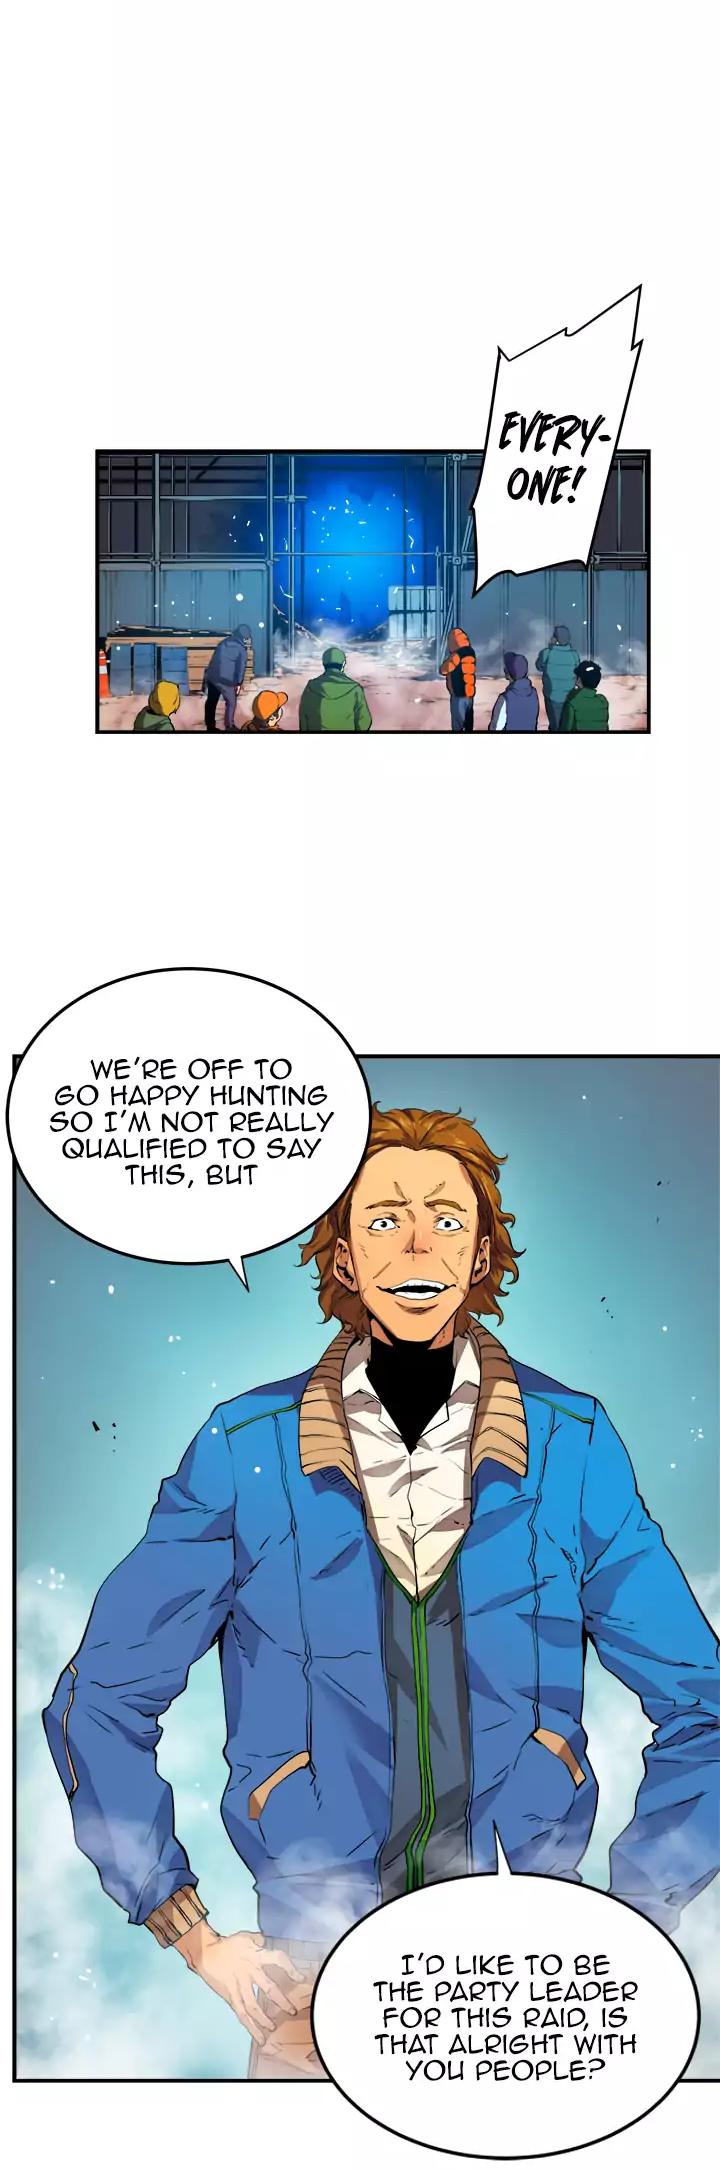 EVERY-
ONE!
WE'RE OFF TO
GO HAPPY HUNTING
SO I'M NOT REALLY
QUALIFIED TO SAY
THIS, BUT
I'D LIKE TO BE
THE PARTY LEADER
FOR THIS RAID, IS
THAT ALRIGHT WITH
YOU PEOPLE?